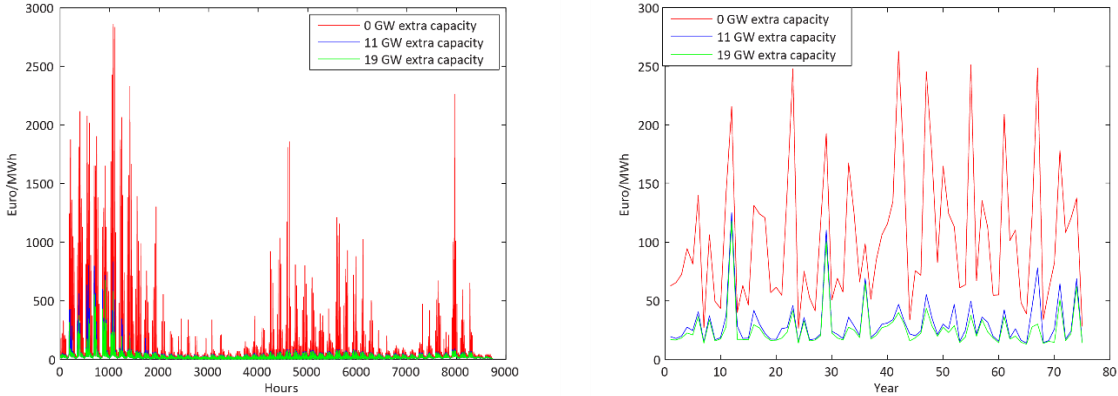 3000
2500
2000
1500
1000
500
0
Euro/MWh
0 GW extra capacity
11 GW extra capacity
19 GW extra capacity
0 1000 2000 3000 4000 5000 6000 7000 8000 9000
Hours
300
250
200
150
100
50
0
Euro/MWh
0 GW extra capacity
11 GW extra capacity
19 GW extra capacity
0 10 20 30 40 50 60 70 80
Year